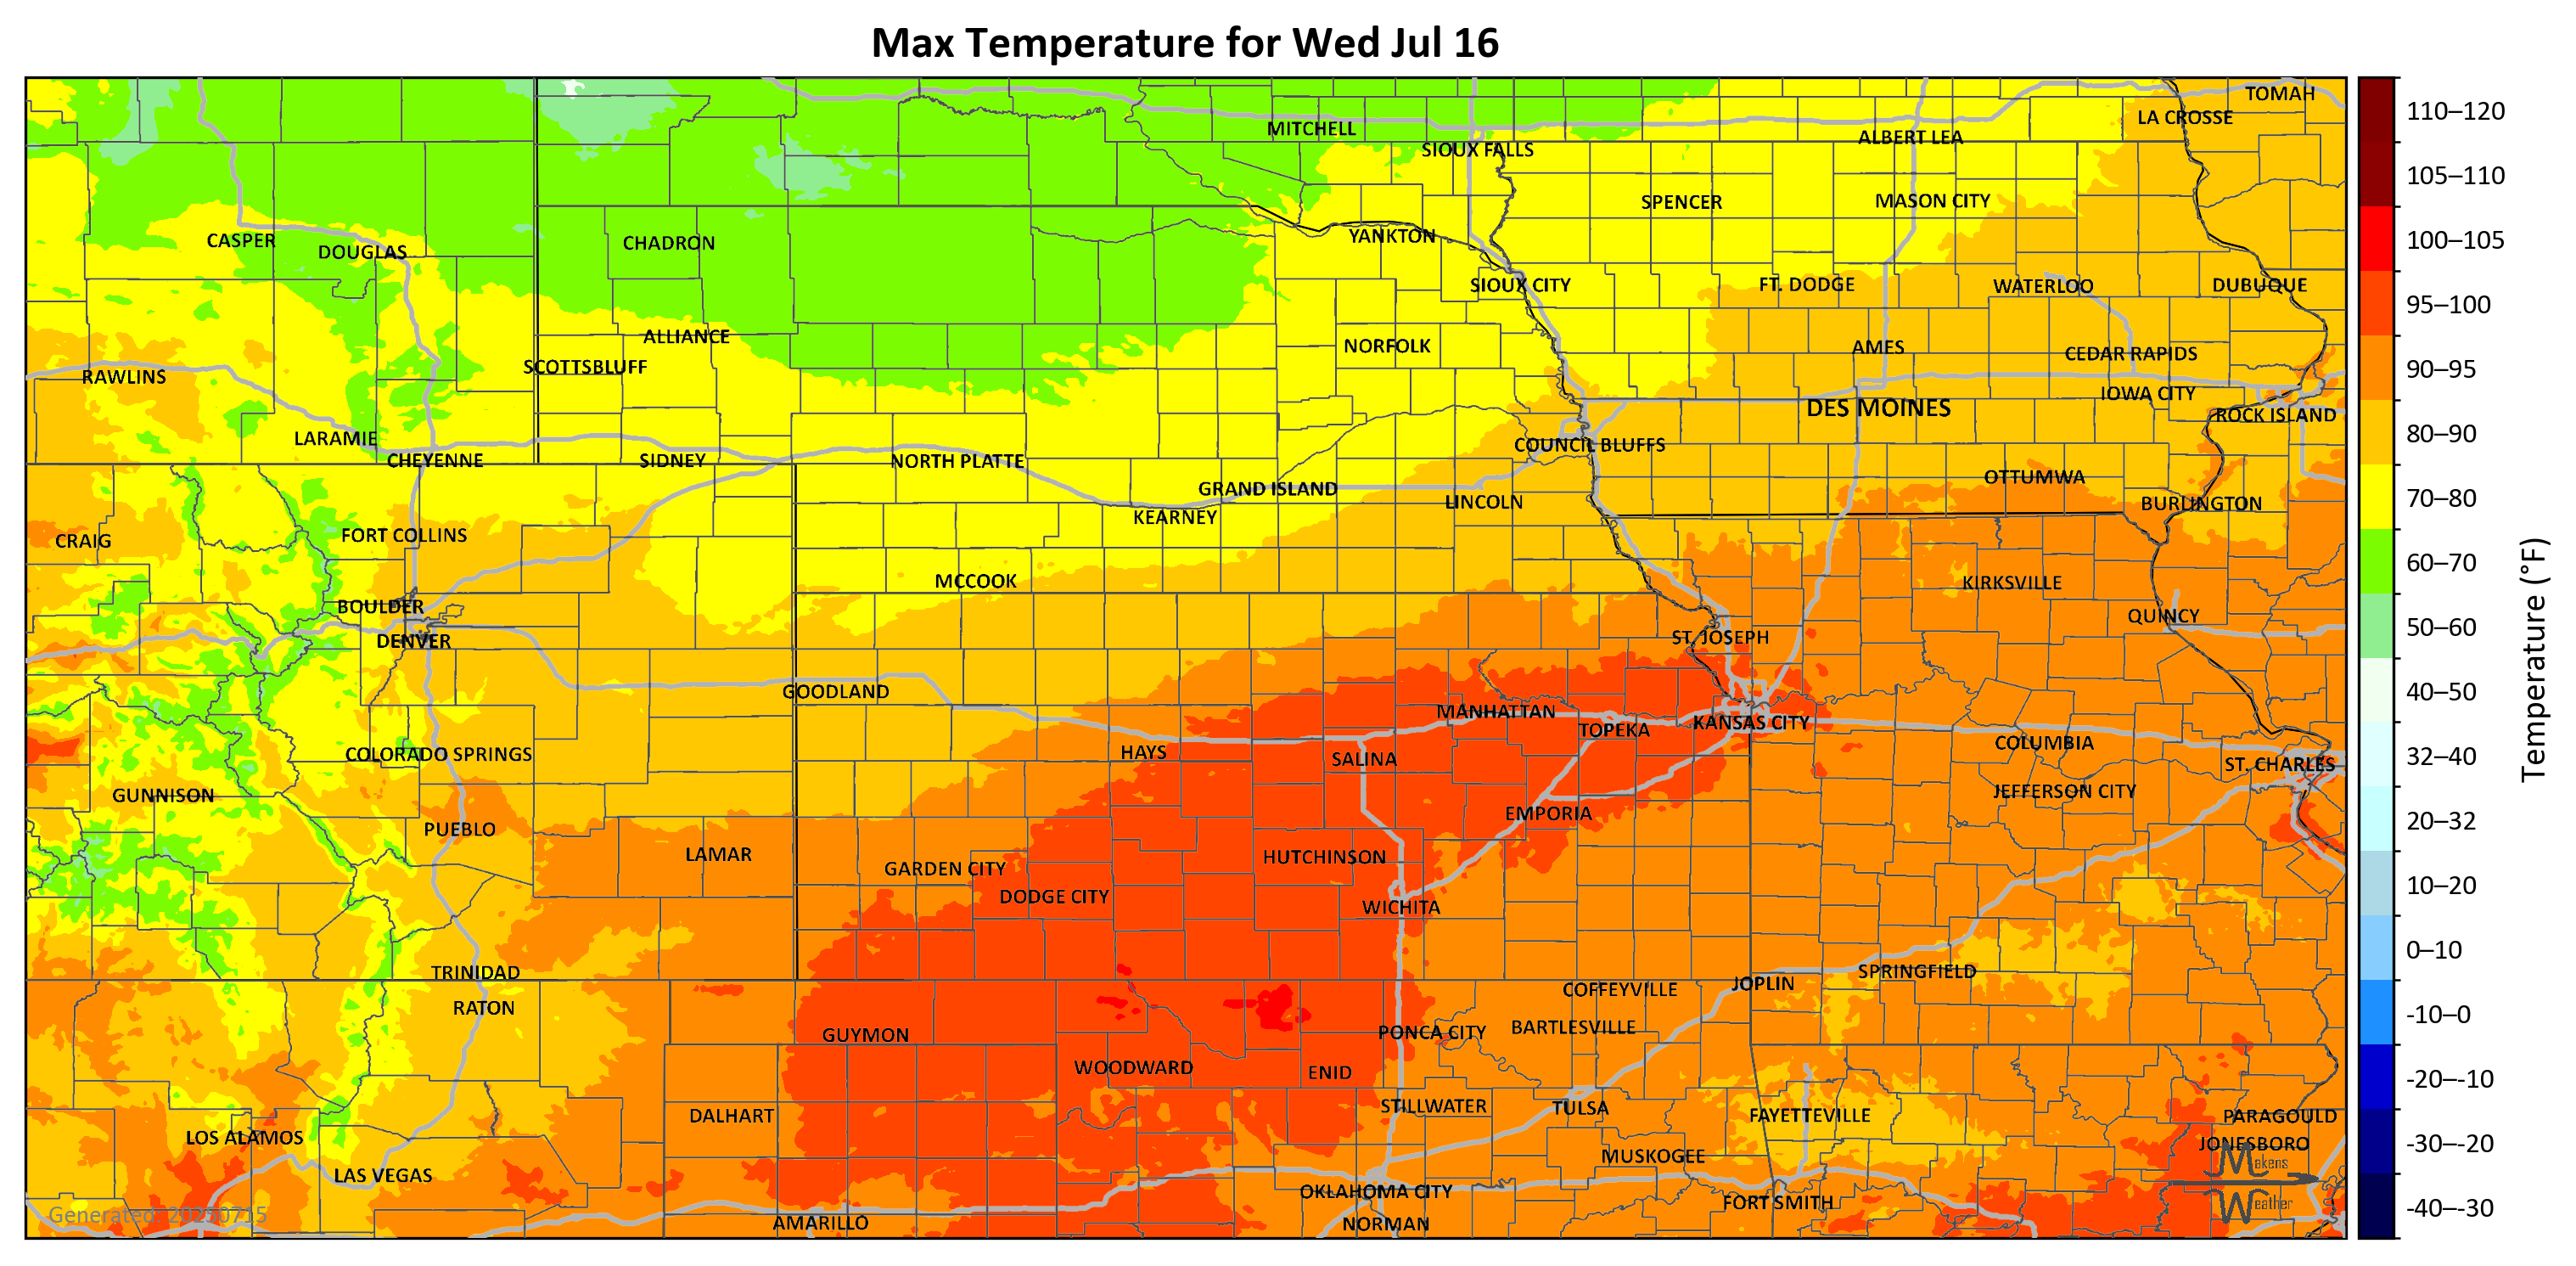 Max Temperature for Wed Jul 16
TOMAH
LA CROSSE
MITCHELL
ALBERT LEA
SIOUX FALLS
SPENCER
MASON CITY
CASPER
DOUGLAS
CHADRON
YANKTON
SIOUX CITY
FT. DODGE
WATERLOO
DUBUQUE
ALLIANCE
NORFOLK
AMES
CEDAR RAPIDS
SCOTTSBLUFF
RAWLINS
IOWA CITY
DES MOINES
ROCK ISLAND
LARAMIE
COUNCIL BLUFFS
CHEYENNE
SIDNEY
NORTH PLATTE
OTTUMWA
GRAND ISLAND
LINCOLN
BURLINGTON
KEARNEY
FORT COLLINS
CRAIG
MCCOOK
KIRKSVILLE
BOULDER
QUINCY
DENVER
ST. JOSEPH
GOODLAND
MANHATTAN
KANSAS CITY
TOPEKA
COLUMBIA
COLORADO SPRINGS
HAYS
SALINA
ST. CHARLES
GUNNISON
JEFFERSON CITY
EMPORIA
PUEBLO
LAMAR
HUTCHINSON
GARDEN CITY
DODGE CITY
WICHITA
TRINIDAD
SPRINGFIELD
JOPLIN
COFFEYVILLE
RATON
BARTLESVILLE
GUYMON
PONCA CITY
WOODWARD
ENID
STILLWATER
TULSA
DALHART
FAYETTEVILLE
PARAGOULD
LOS ALAMOS
JONESBORO
MUSKOGEE
LAS VEGAS
OKLAHOMA CITY
FORT SMITH
AMARILLO
NORMAN
Generated: 20250715
Makens
Weather
110–120
105–110
100–105
95–100
90–95
80–90
70–80
60–70
50–60
40–50
32–40
20–32
10–20
0–10
-10–0
-20–-10
-30–-20
-40–-30
Temperature (°F)